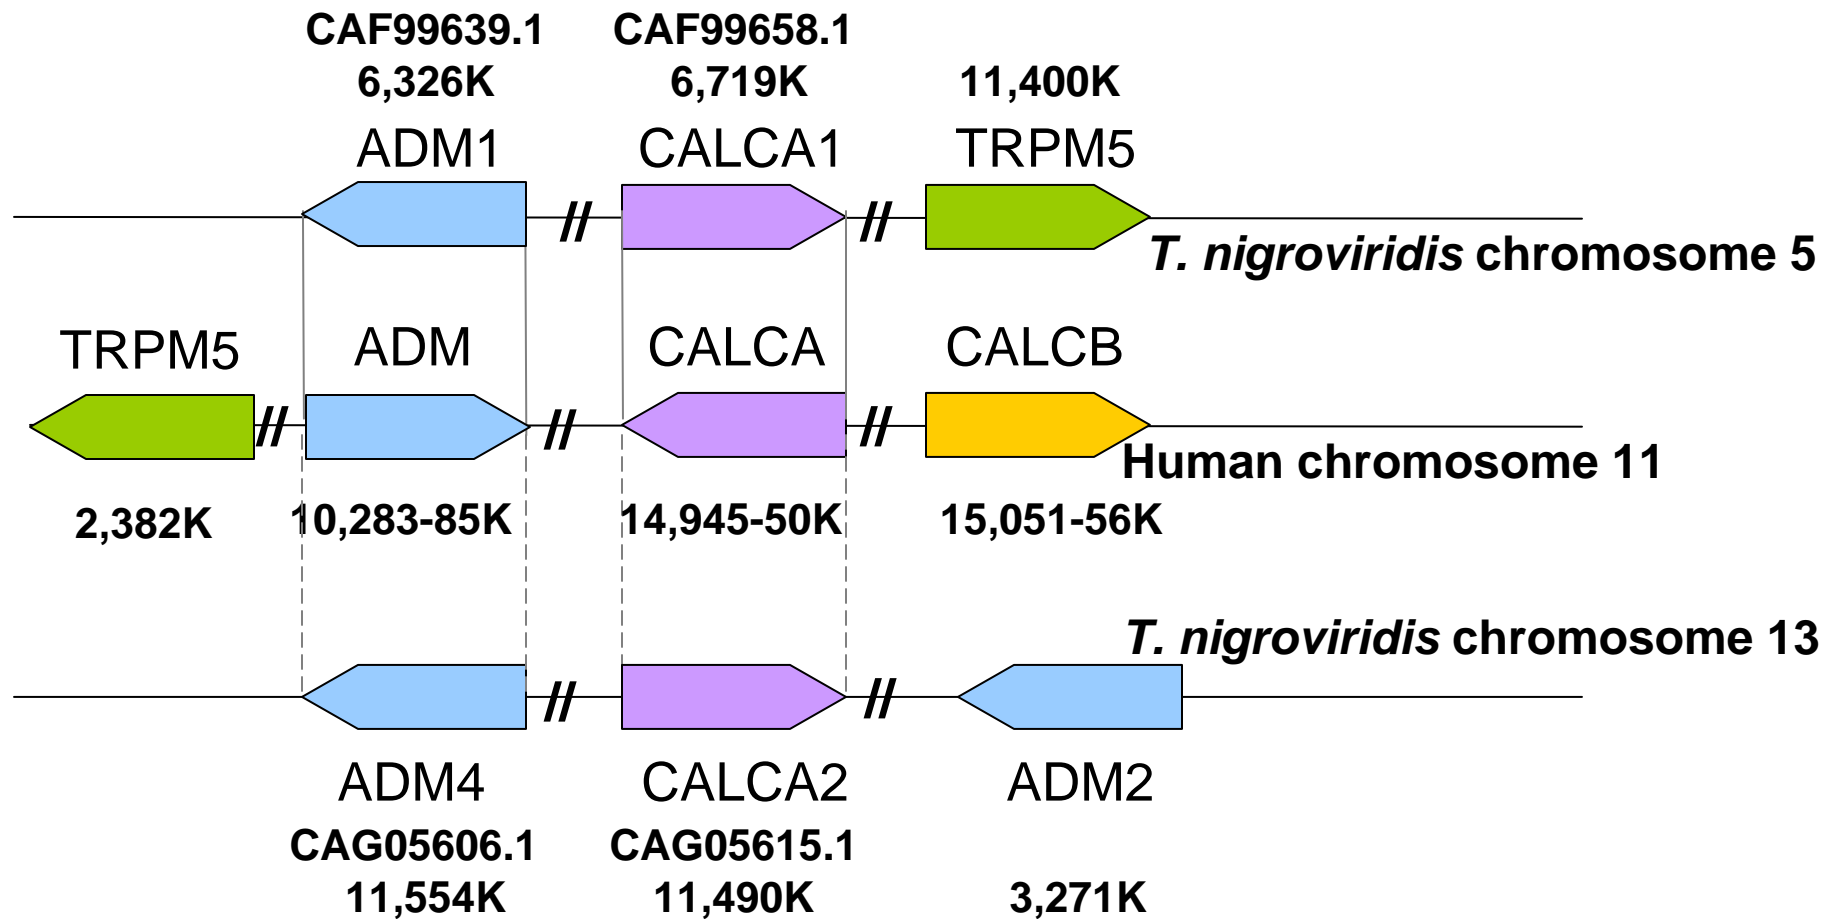 CAF99639.1 CAF99658.1
6,326K 6,719K 11,400K
ADM1 CALCA1 TRPM5
T. nigroviridis chromosome 5
TRPM5 ADM CALCA CALCB
Human chromosome 11
2,382K 10,283-85K 14,945-50K 15,051-56K
T. nigroviridis chromosome 13
ADM4 CALCA2 ADM2
CAG05606.1 CAG05615.1
11,554K 11,490K 3,271K